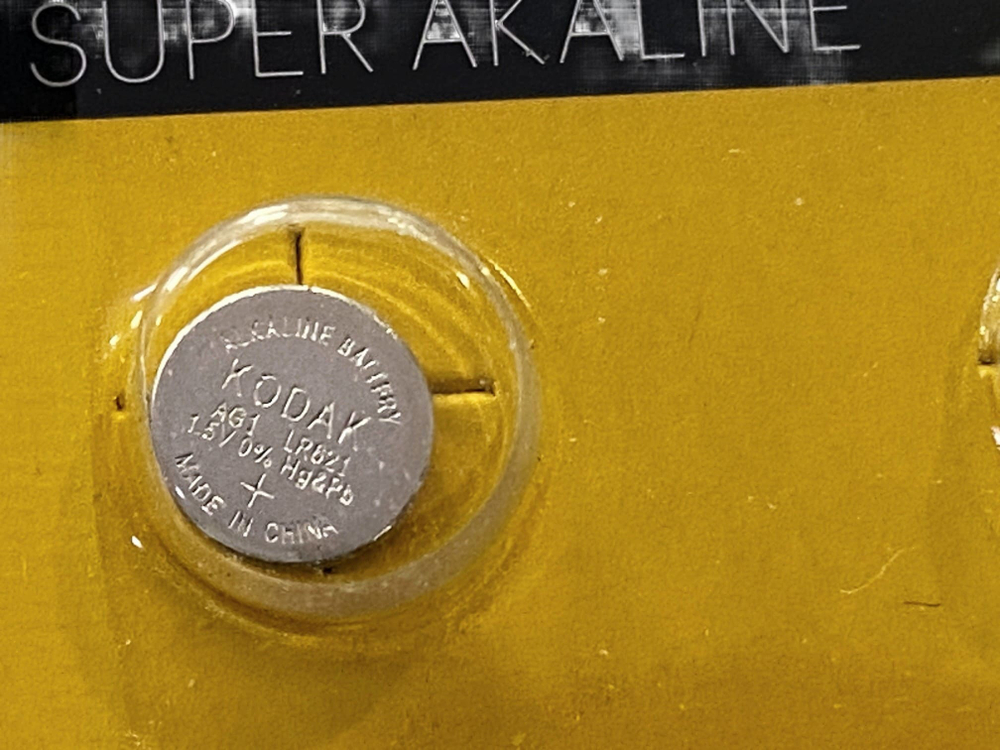 SUPER AKALINE
ALKALINE BATTERY
KODAK
AG1 LR621
1.5V 0% Hg&Pb
+
MADE IN CHINA